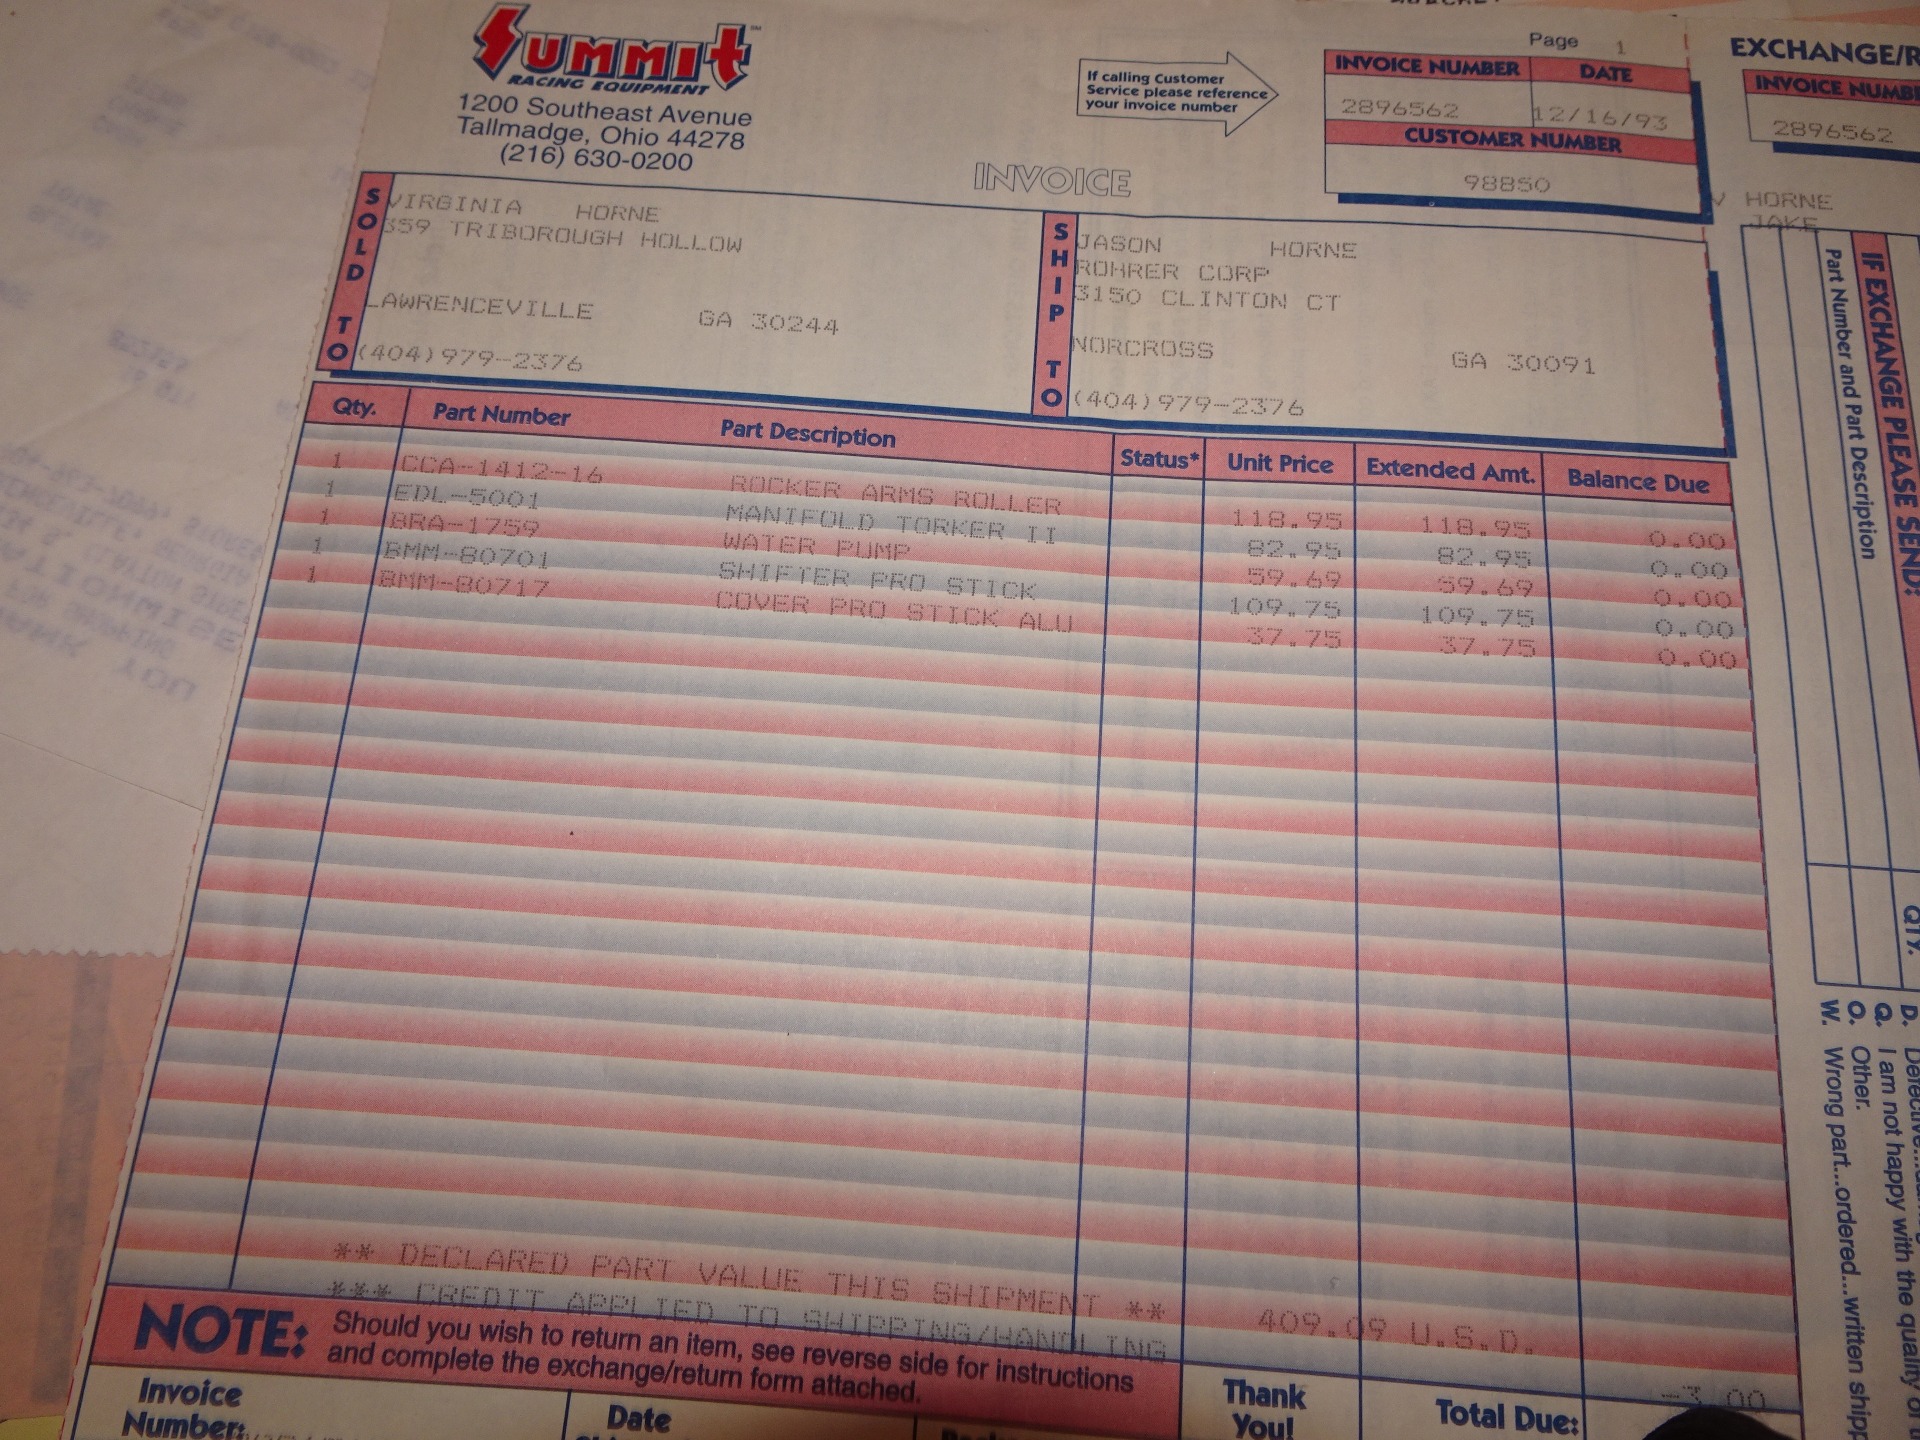 SUMMIT
RACING EQUIPMENT
1200 Southeast Avenue
Tallmadge, Ohio 44278
(216) 630-0200
If calling Customer
Service please reference
your invoice number
INVOICE
Page 1
INVOICE NUMBER DATE
2896562 12/16/93
CUSTOMER NUMBER
98850
SOLD TO
VIRGINIA HORNE
359 TRIBOROUGH HOLLOW
LAWRENCEVILLE GA 30244
(404)979-2376
SHIP TO
JASON HORNE
ROHRER CORP
3150 CLINTON CT
NORCROSS GA 30091
(404)979-2376
Qty. Part Number Part Description Status* Unit Price Extended Amt. Balance Due
1 CCA-1412-16 ROCKER ARMS ROLLER 118.95 118.95 0.00
1 EDL-5001 MANIFOLD TORKER II 82.95 82.95 0.00
1 BRA-1759 WATER PUMP 59.69 59.69 0.00
1 BMM-80701 SHIFTER PRO STICK 109.75 109.75 0.00
1 BMM-80717 COVER PRO STICK ALU 37.75 37.75 0.00
** DECLARED PART VALUE THIS SHIPMENT ** 409.09 U.S.D.
*** CREDIT APPLIED TO SHIPPING/HANDLING -3.00
NOTE: Should you wish to return an item, see reverse side for instructions
and complete the exchange/return form attached.
Invoice
Number:
Date
Thank
You!
Total Due:
EXCHANGE/R
INVOICE NUMB
2896562
V HORNE
JAKE
IF EXCHANGE PLEASE SEND:
Part Number and Part Description
QTY.
D.
Q. I am not happy with the quality of
O. Other.
W. Wrong part...ordered...written